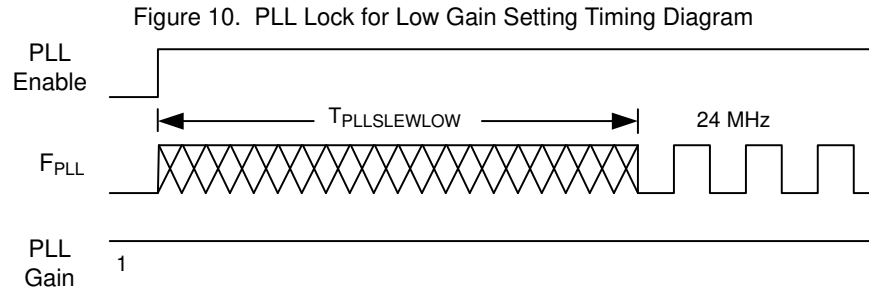 Figure 10.  PLL Lock for Low Gain Setting Timing Diagram
PLL
Enable
TPLLSLEWLOW
24 MHz
FPLL
PLL
Gain
1